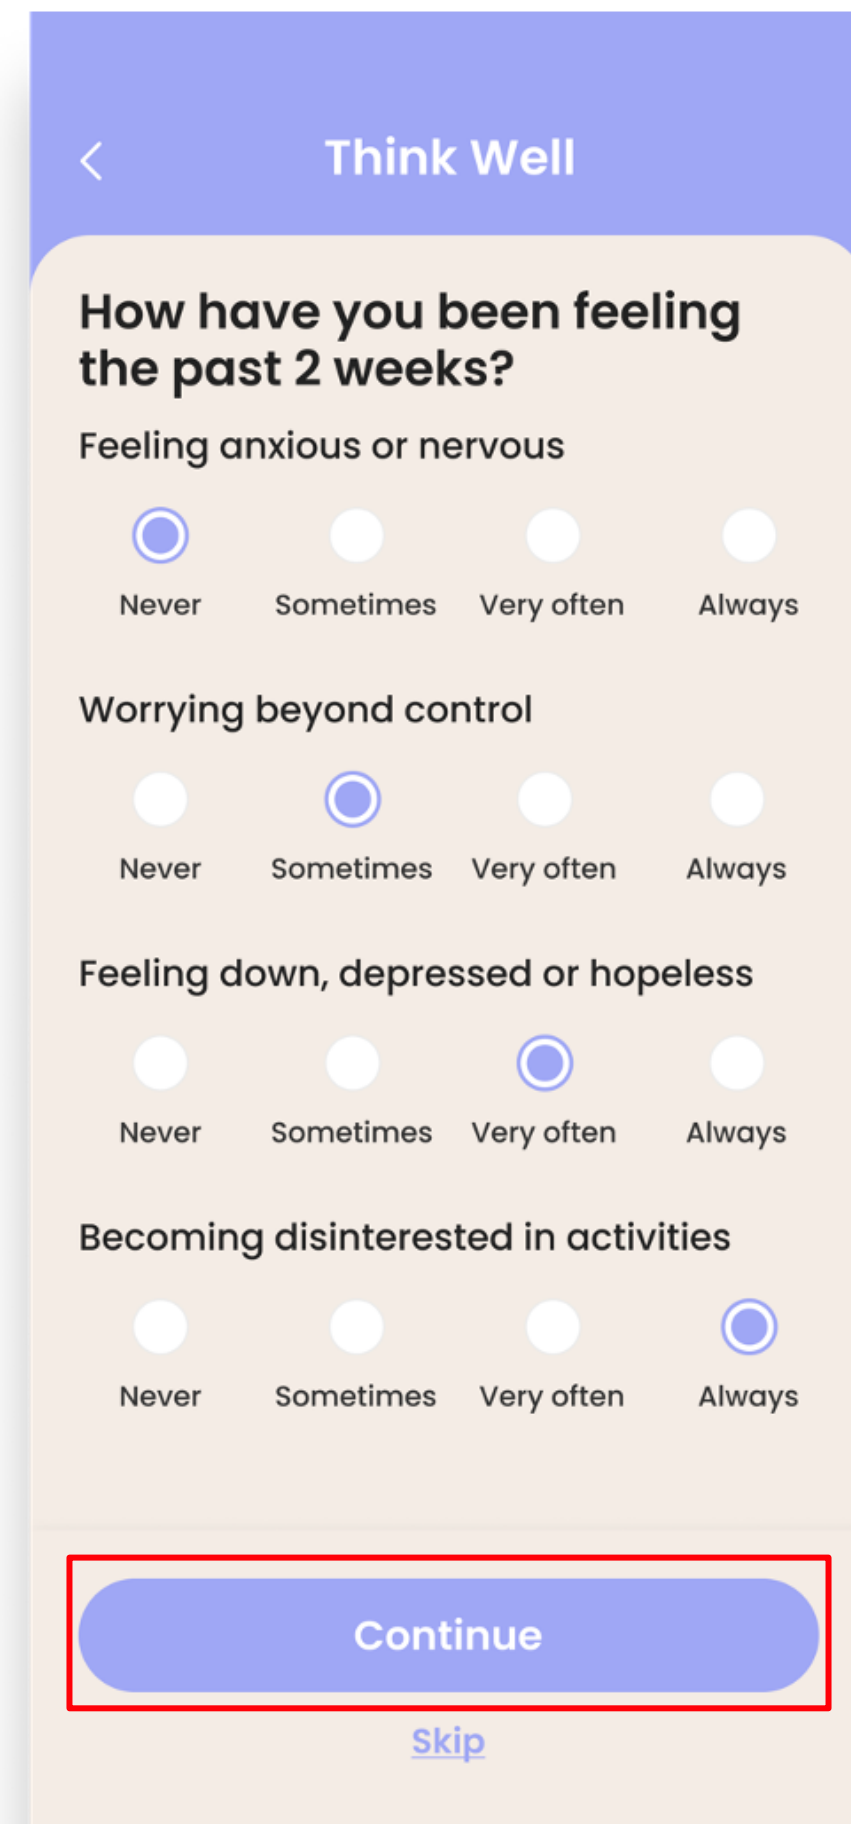 Think Well
How have you been feeling
the past 2 weeks?
Feeling anxious or nervous
Never Sometimes Very often Always
Worrying beyond control
Never Sometimes Very often Always
Feeling down, depressed or hopeless
Never Sometimes Very often Always
Becoming disinterested in activities
Never Sometimes Very often Always
Continue
Skip